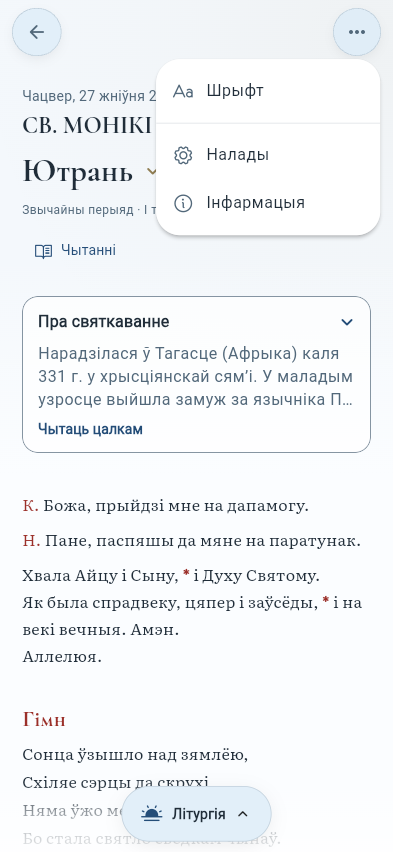 Чацвер, 27 жніўня 2
Шрыфт
СВ. МОНІКІ
Налады
Ютрань
Інфармацыя
Звычайны перыяд · I т
Чытанні
Пра святкаванне
Нарадзілася ў Тагасце (Афрыка) каля
331 г. у хрысціянскай сям’і. У маладым
узросце выйшла замуж за язычніка П…
Чытаць цалкам
К. Божа, прыйдзі мне на дапамогу.
Н. Пане, паспяшы да мяне на паратунак.
Хвала Айцу і Сыну, * і Духу Святому.
Як была спрадвеку, цяпер і заўсёды, * і на
векі вечныя. Амэн.
Аллелюя.
Гімн
Сонца ўзышло над зямлёю,
Схіляе сэрцы да скрухі
Няма ўжо
Літургія
Бо стала святло